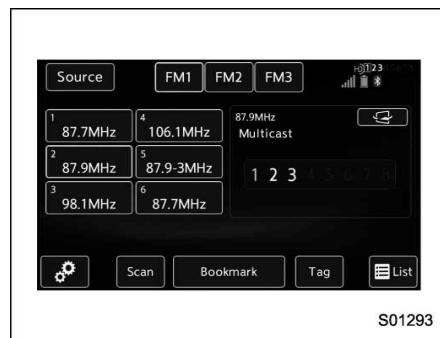 Source
FM1
FM2
FM3
HD 123
1
87.7MHz
4
106.1MHz
2
87.9MHz
5
87.9-3MHz
3
98.1MHz
6
87.7MHz
87.9MHz
Multicast
1 2 3 4 5 6 7 8
Scan
Bookmark
Tag
List
S01293